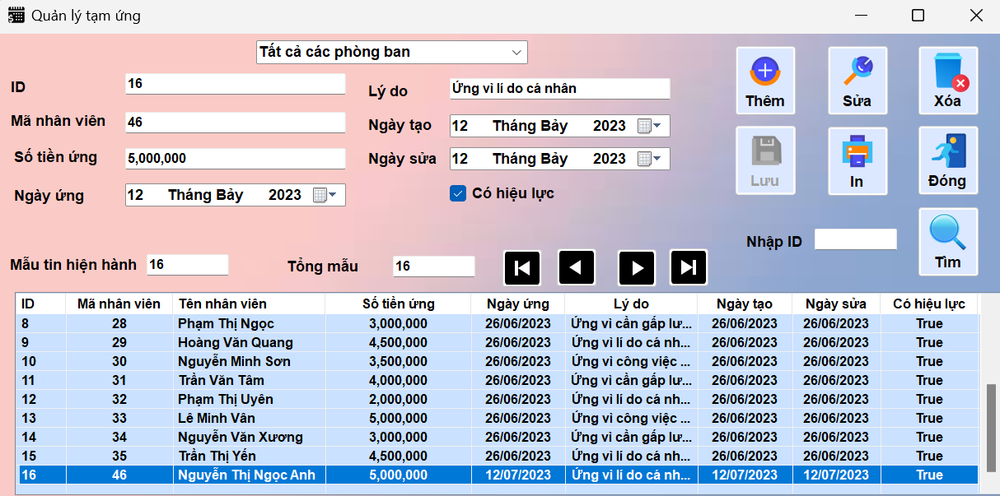 Quản lý tạm ứng
Tất cả các phòng ban
ID 16 Lý do Ứng vì lí do cá nhân
Mã nhân viên 46 Ngày tạo 12 Tháng Bảy 2023
Số tiền ứng 5,000,000 Ngày sửa 12 Tháng Bảy 2023
Ngày ứng 12 Tháng Bảy 2023 Có hiệu lực
Thêm Sửa Xóa
Lưu In Đóng
Nhập ID Tìm
Mẫu tin hiện hành 16 Tổng mẫu 16
ID Mã nhân viên Tên nhân viên Số tiền ứng Ngày ứng Lý do Ngày tạo Ngày sửa Có hiệu lực
8 28 Phạm Thị Ngọc 3,000,000 26/06/2023 Ứng vì cần gấp lư... 26/06/2023 26/06/2023 True
9 29 Hoàng Văn Quang 4,500,000 26/06/2023 Ứng vì lí do cá nh... 26/06/2023 26/06/2023 True
10 30 Nguyễn Minh Sơn 3,500,000 26/06/2023 Ứng vì công việc ... 26/06/2023 26/06/2023 True
11 31 Trần Văn Tâm 4,000,000 26/06/2023 Ứng vì cần gấp lư... 26/06/2023 26/06/2023 True
12 32 Phạm Thị Uyên 2,000,000 26/06/2023 Ứng vì lí do cá nh... 26/06/2023 26/06/2023 True
13 33 Lê Minh Vân 5,000,000 26/06/2023 Ứng vì công việc ... 26/06/2023 26/06/2023 True
14 34 Nguyễn Văn Xương 3,000,000 26/06/2023 Ứng vì cần gấp lư... 26/06/2023 26/06/2023 True
15 35 Trần Thị Yến 4,500,000 26/06/2023 Ứng vì lí do cá nh... 26/06/2023 26/06/2023 True
16 46 Nguyễn Thị Ngọc Anh 5,000,000 12/07/2023 Ứng vì lí do cá nh... 12/07/2023 12/07/2023 True